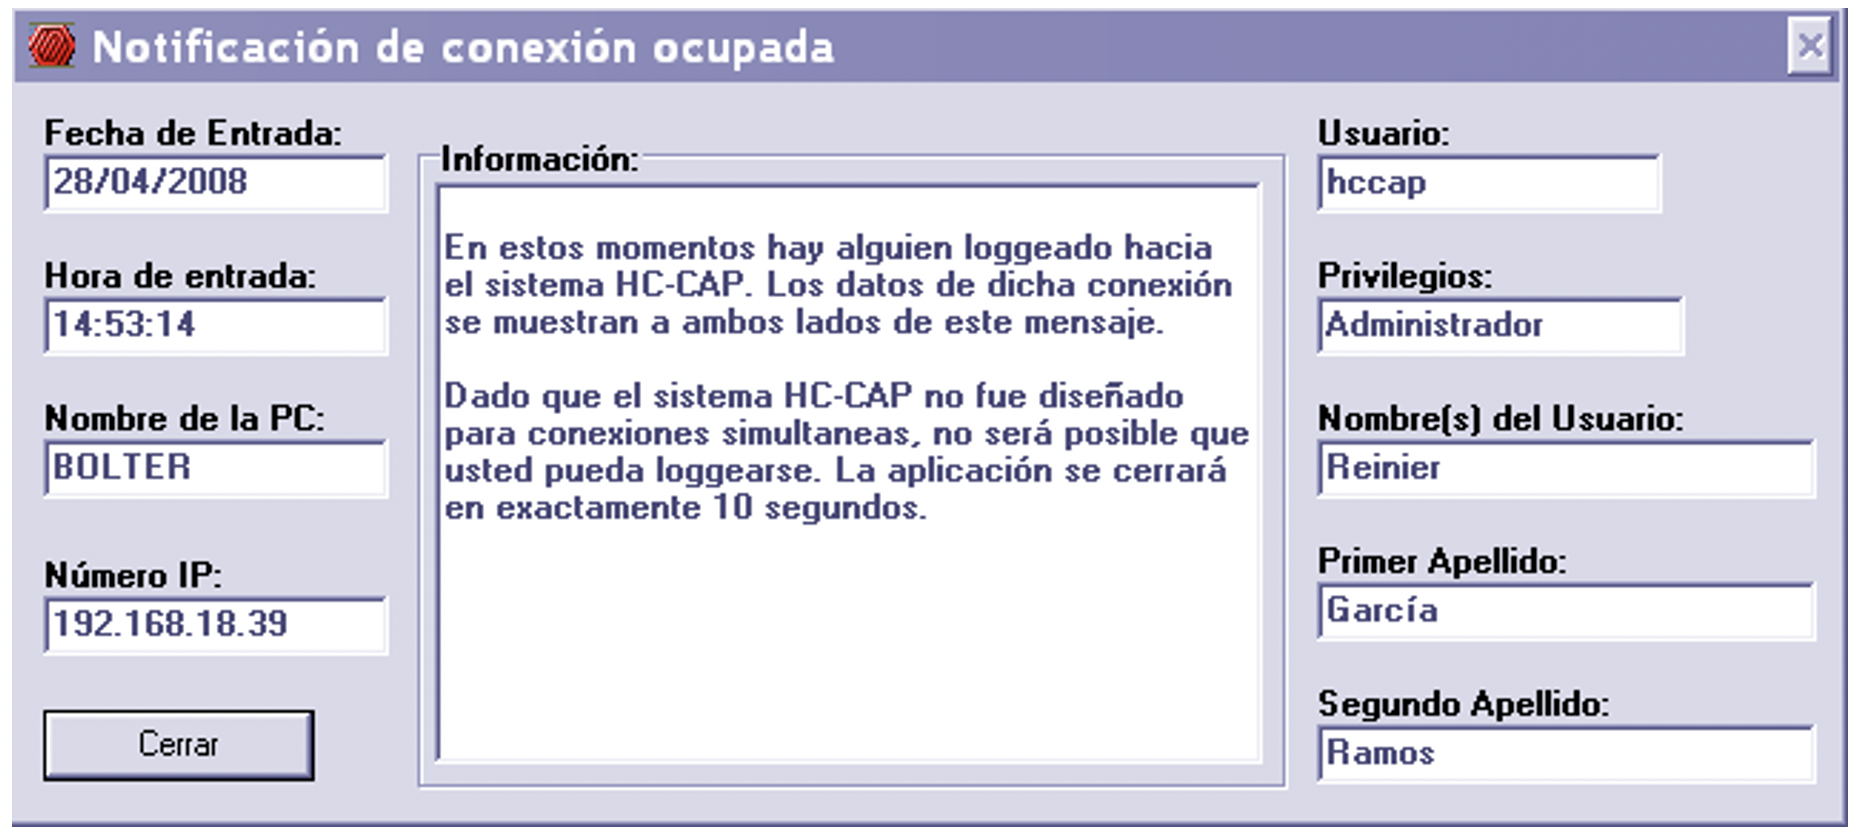 Notificación de conexión ocupada
Fecha de Entrada:
28/04/2008
Hora de entrada:
14:53:14
Nombre de la PC:
BOLTER
Número IP:
192.168.18.39
Cerrar
Información:
En estos momentos hay alguien loggeado hacia
el sistema HC-CAP. Los datos de dicha conexión
se muestran a ambos lados de este mensaje.
Dado que el sistema HC-CAP no fue diseñado
para conexiones simultaneas, no será posible que
usted pueda loggearse. La aplicación se cerrará
en exactamente 10 segundos.
Usuario:
hccap
Privilegios:
Administrador
Nombre(s) del Usuario:
Reinier
Primer Apellido:
García
Segundo Apellido:
Ramos